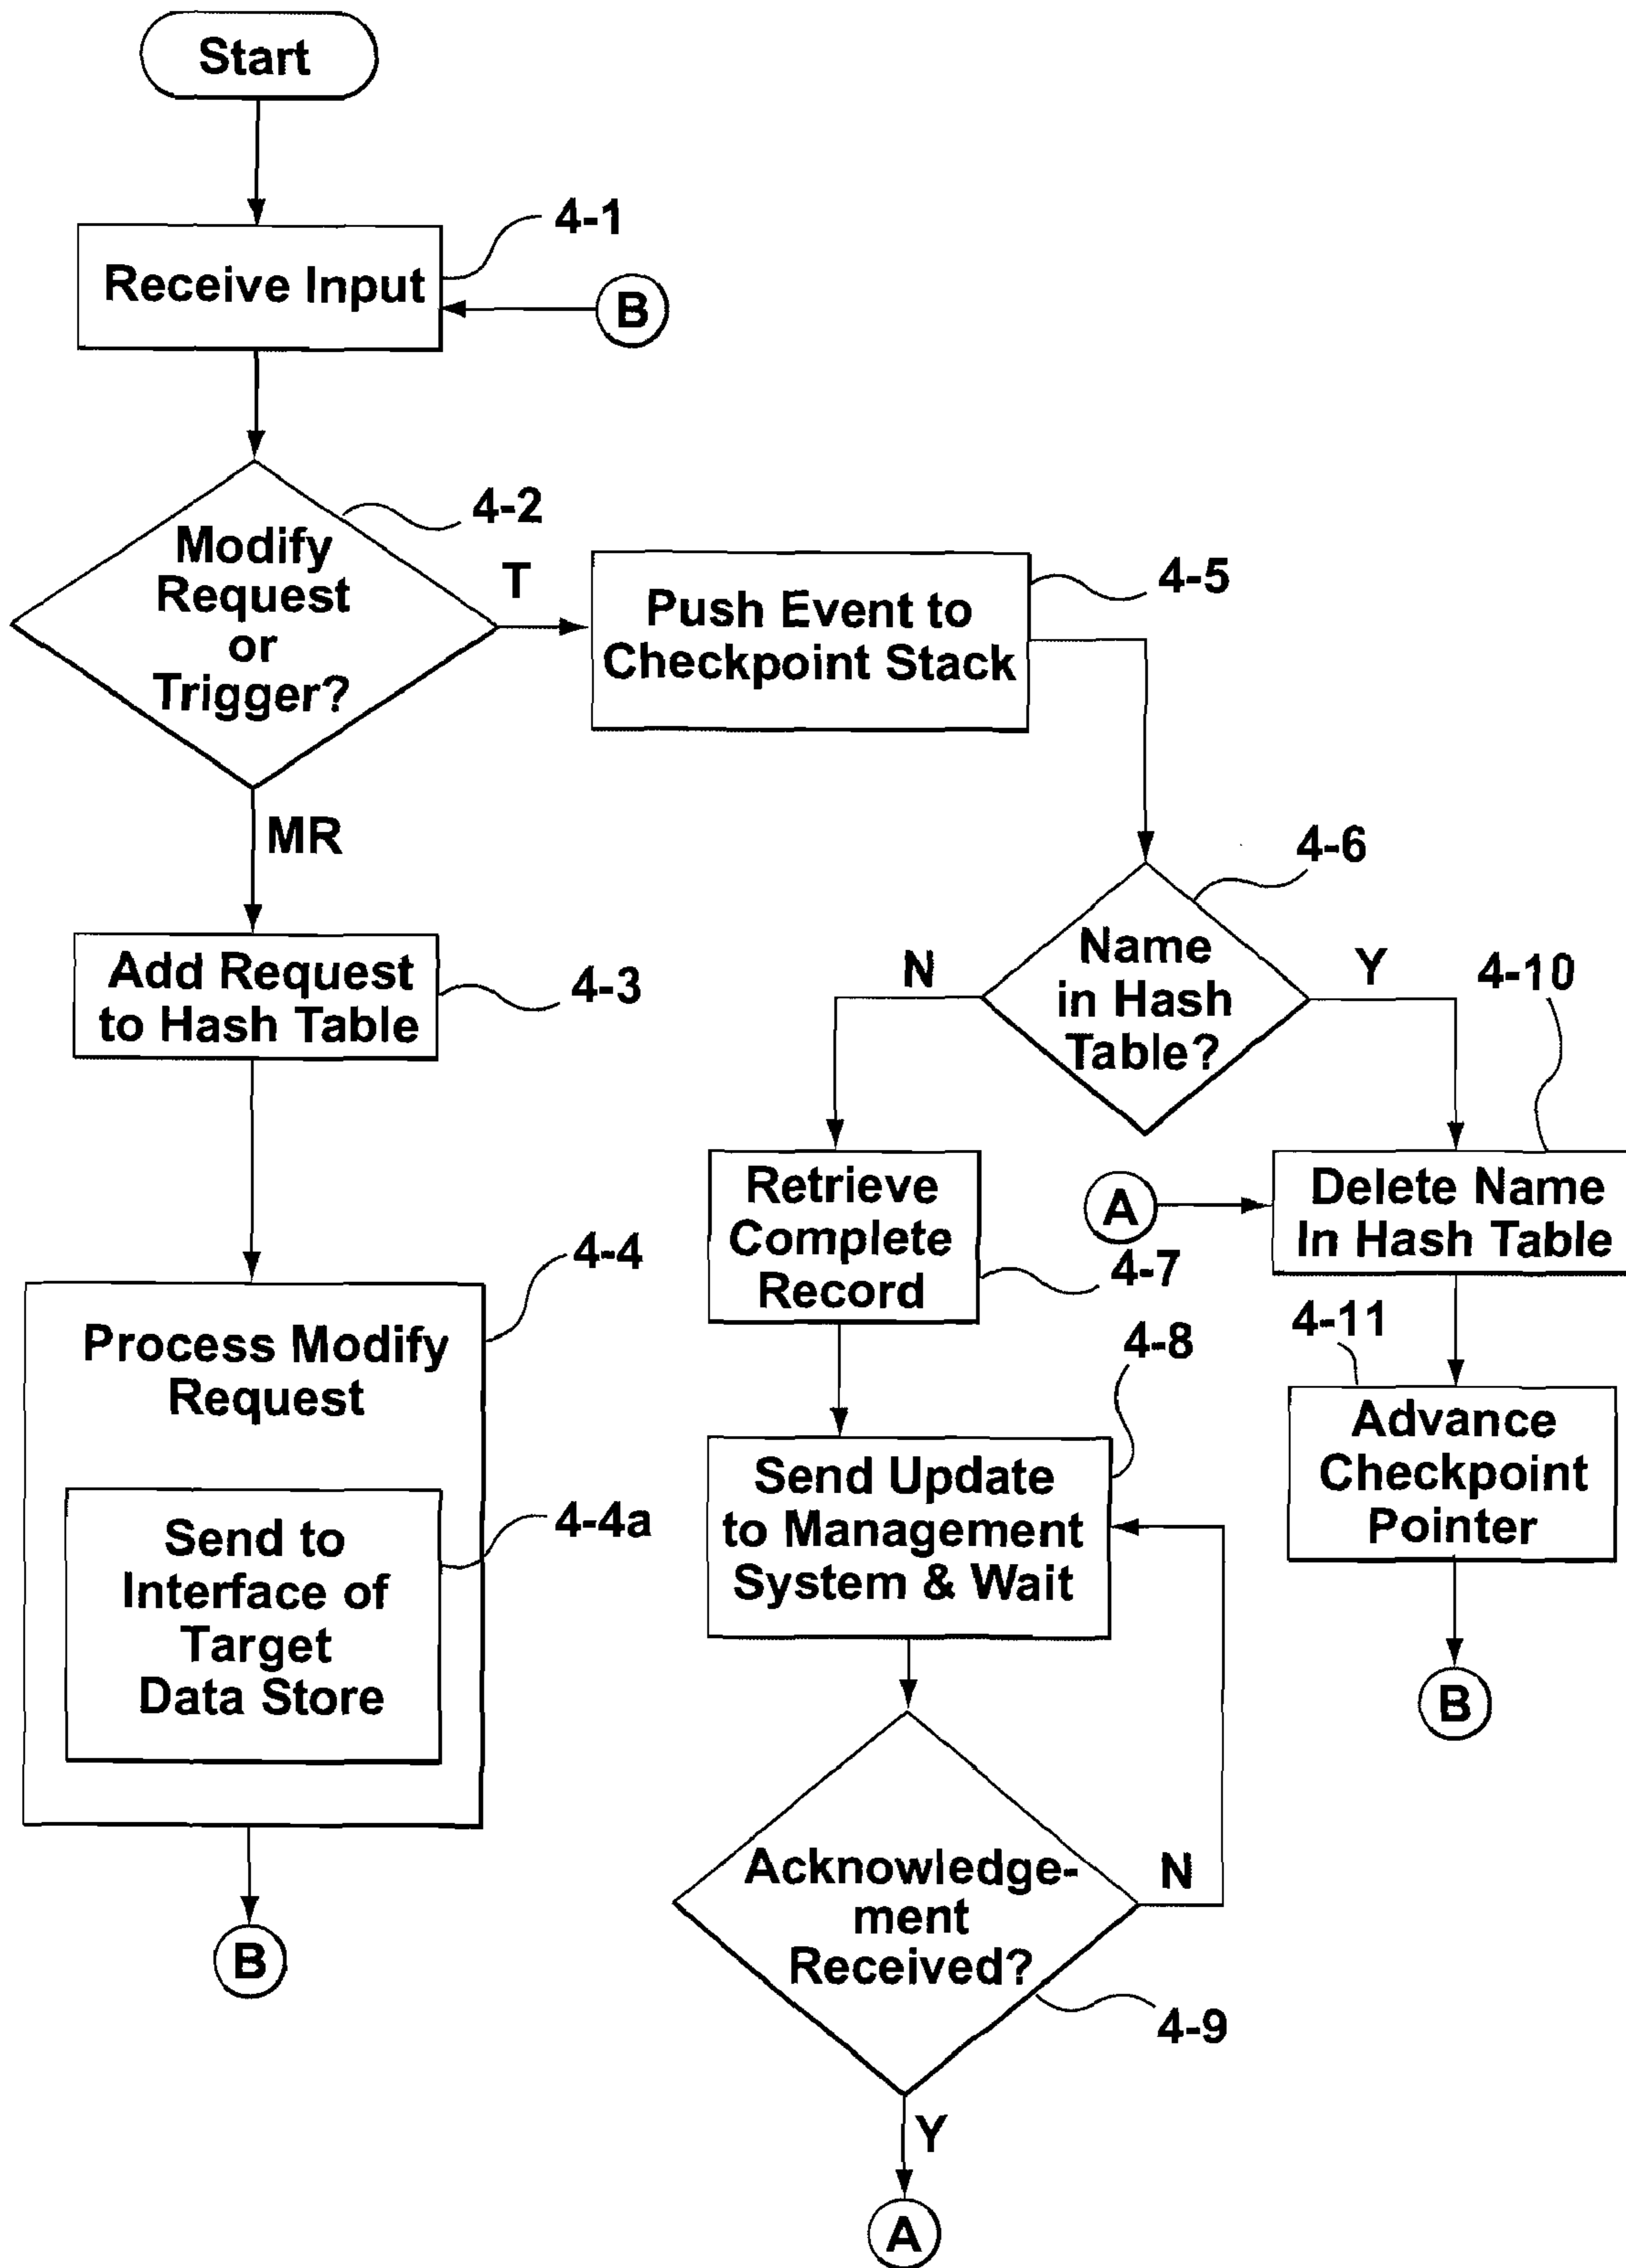 Start
4-1
Receive Input
B
4-2
Modify
Request
or
Trigger?
T
Push Event to
Checkpoint Stack
4-5
MR
4-6
Name
in Hash
Table?
N
Y
4-10
Add Request
to Hash Table
4-3
Retrieve
Complete
Record
4-7
A
Delete Name
In Hash Table
4-4
Process Modify
Request
4-4a
Send to
Interface of
Target
Data Store
B
4-8
Send Update
to Management
System & Wait
4-11
Advance
Checkpoint
Pointer
B
Acknowledge-
ment
Received?
N
4-9
Y
A